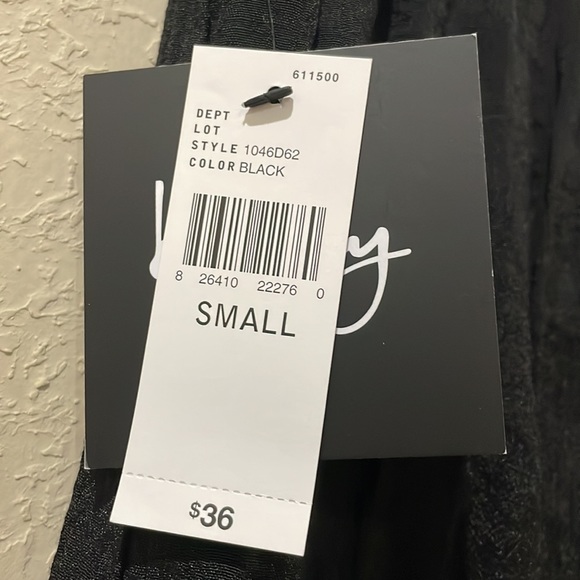 611500
DEPT
LOT
STYLE 1046D62
COLOR BLACK
8 26410 22276 0
SMALL
$36